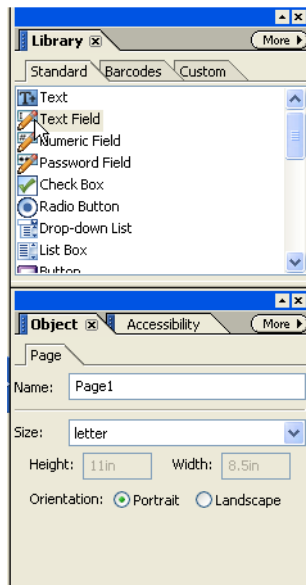 Library More
Standard Barcodes Custom
Text
Text Field
Numeric Field
Password Field
Check Box
Radio Button
Drop-down List
List Box
Button
Object Accessibility More
Page
Name: Page1
Size: letter
Height: 11in Width: 8.5in
Orientation: Portrait Landscape